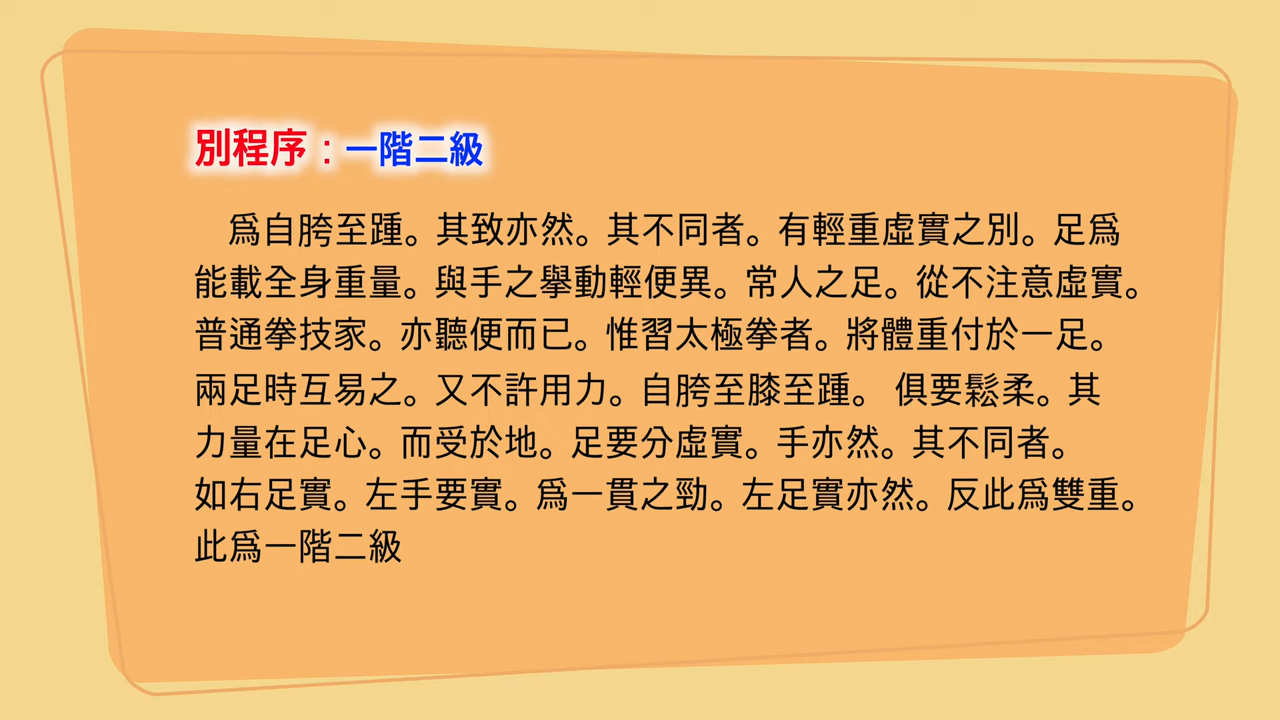 別程序：一階二級
爲自胯至踵。其致亦然。其不同者。有輕重虛實之別。足爲
能載全身重量。與手之擧動輕便異。常人之足。從不注意虛實。
普通拳技家。亦聽便而已。惟習太極拳者。將體重付於一足。
兩足時互易之。又不許用力。自胯至膝至踵。 俱要鬆柔。其
力量在足心。而受於地。足要分虛實。手亦然。其不同者。
如右足實。左手要實。爲一貫之勁。左足實亦然。反此爲雙重。
此爲一階二級